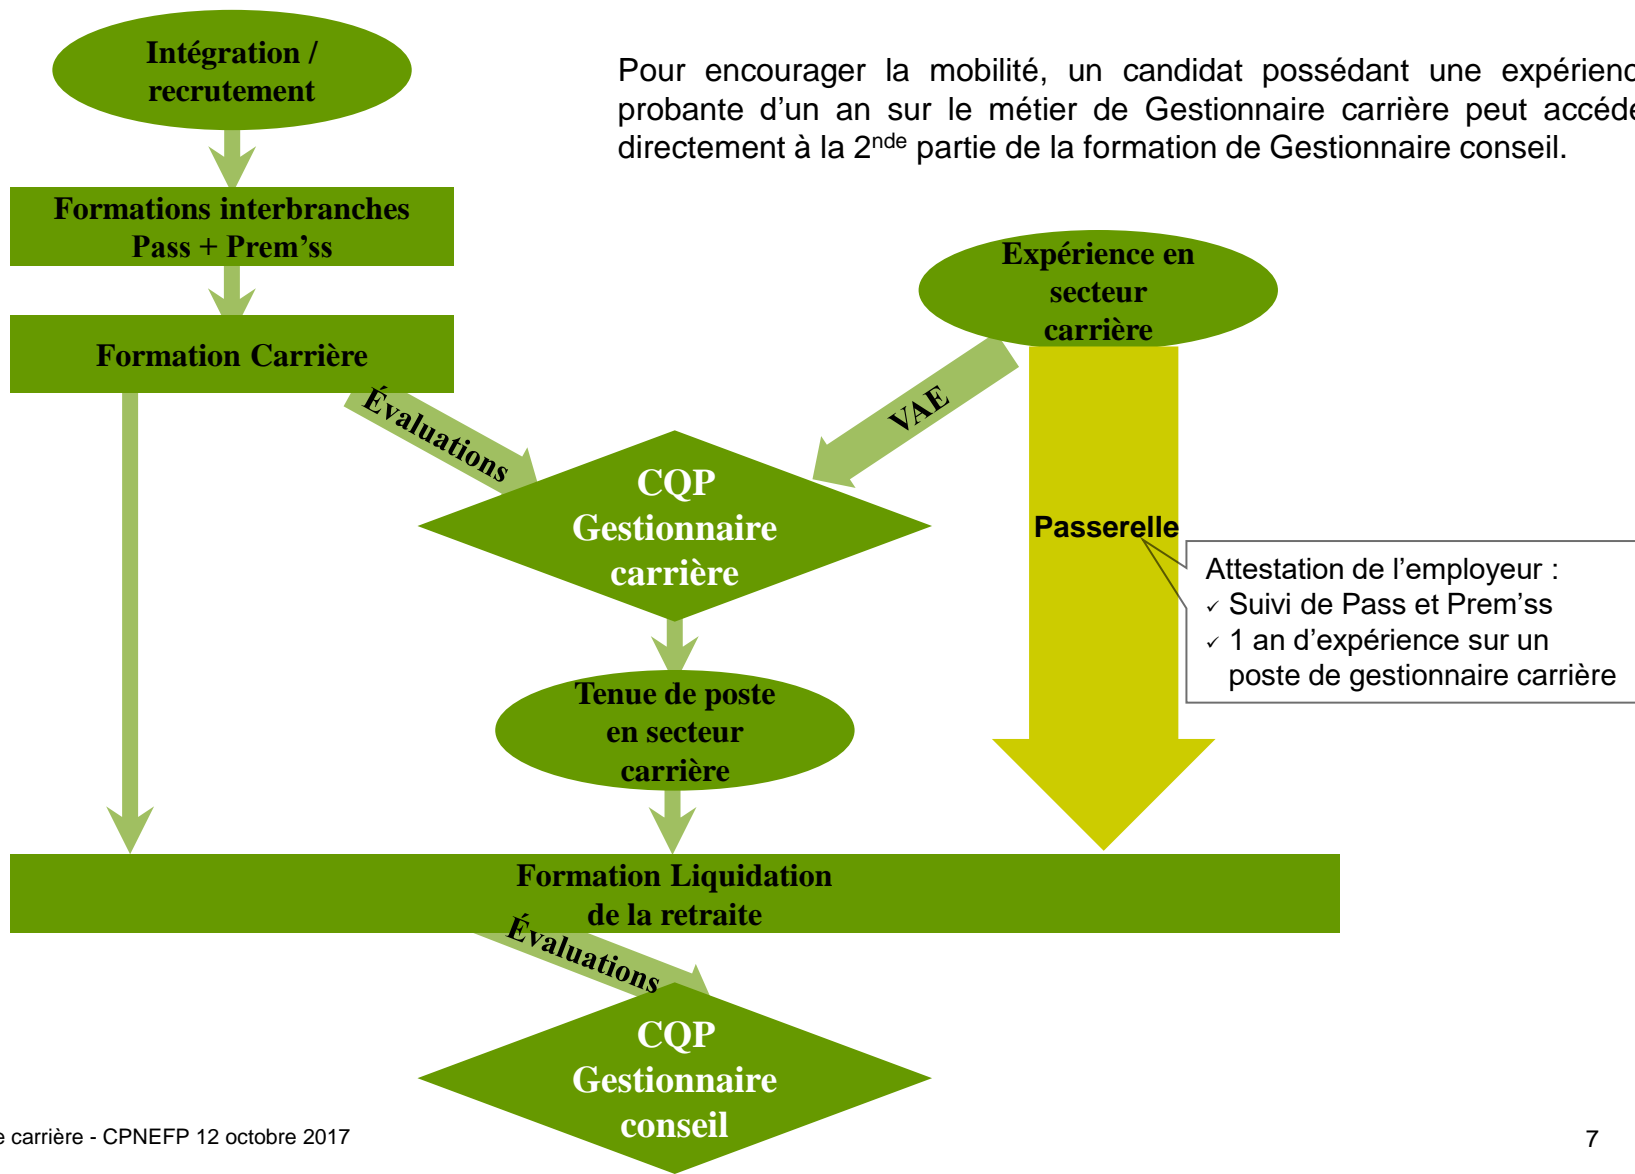 Intégration /
recrutement
Pour encourager la mobilité, un candidat possédant une expérienc
probante d’un an sur le métier de Gestionnaire carrière peut accéde
directement à la 2nde partie de la formation de Gestionnaire conseil.
Formations interbranches
Pass + Prem’ss
Expérience en
secteur
carrière
Formation Carrière
Évaluations
VAE
CQP
Gestionnaire
carrière
Passerelle
Attestation de l’employeur :
✓ Suivi de Pass et Prem’ss
✓ 1 an d’expérience sur un
poste de gestionnaire carrière
Tenue de poste
en secteur
carrière
Formation Liquidation
de la retraite
Évaluations
CQP
Gestionnaire
conseil
e carrière - CPNEFP 12 octobre 2017
7